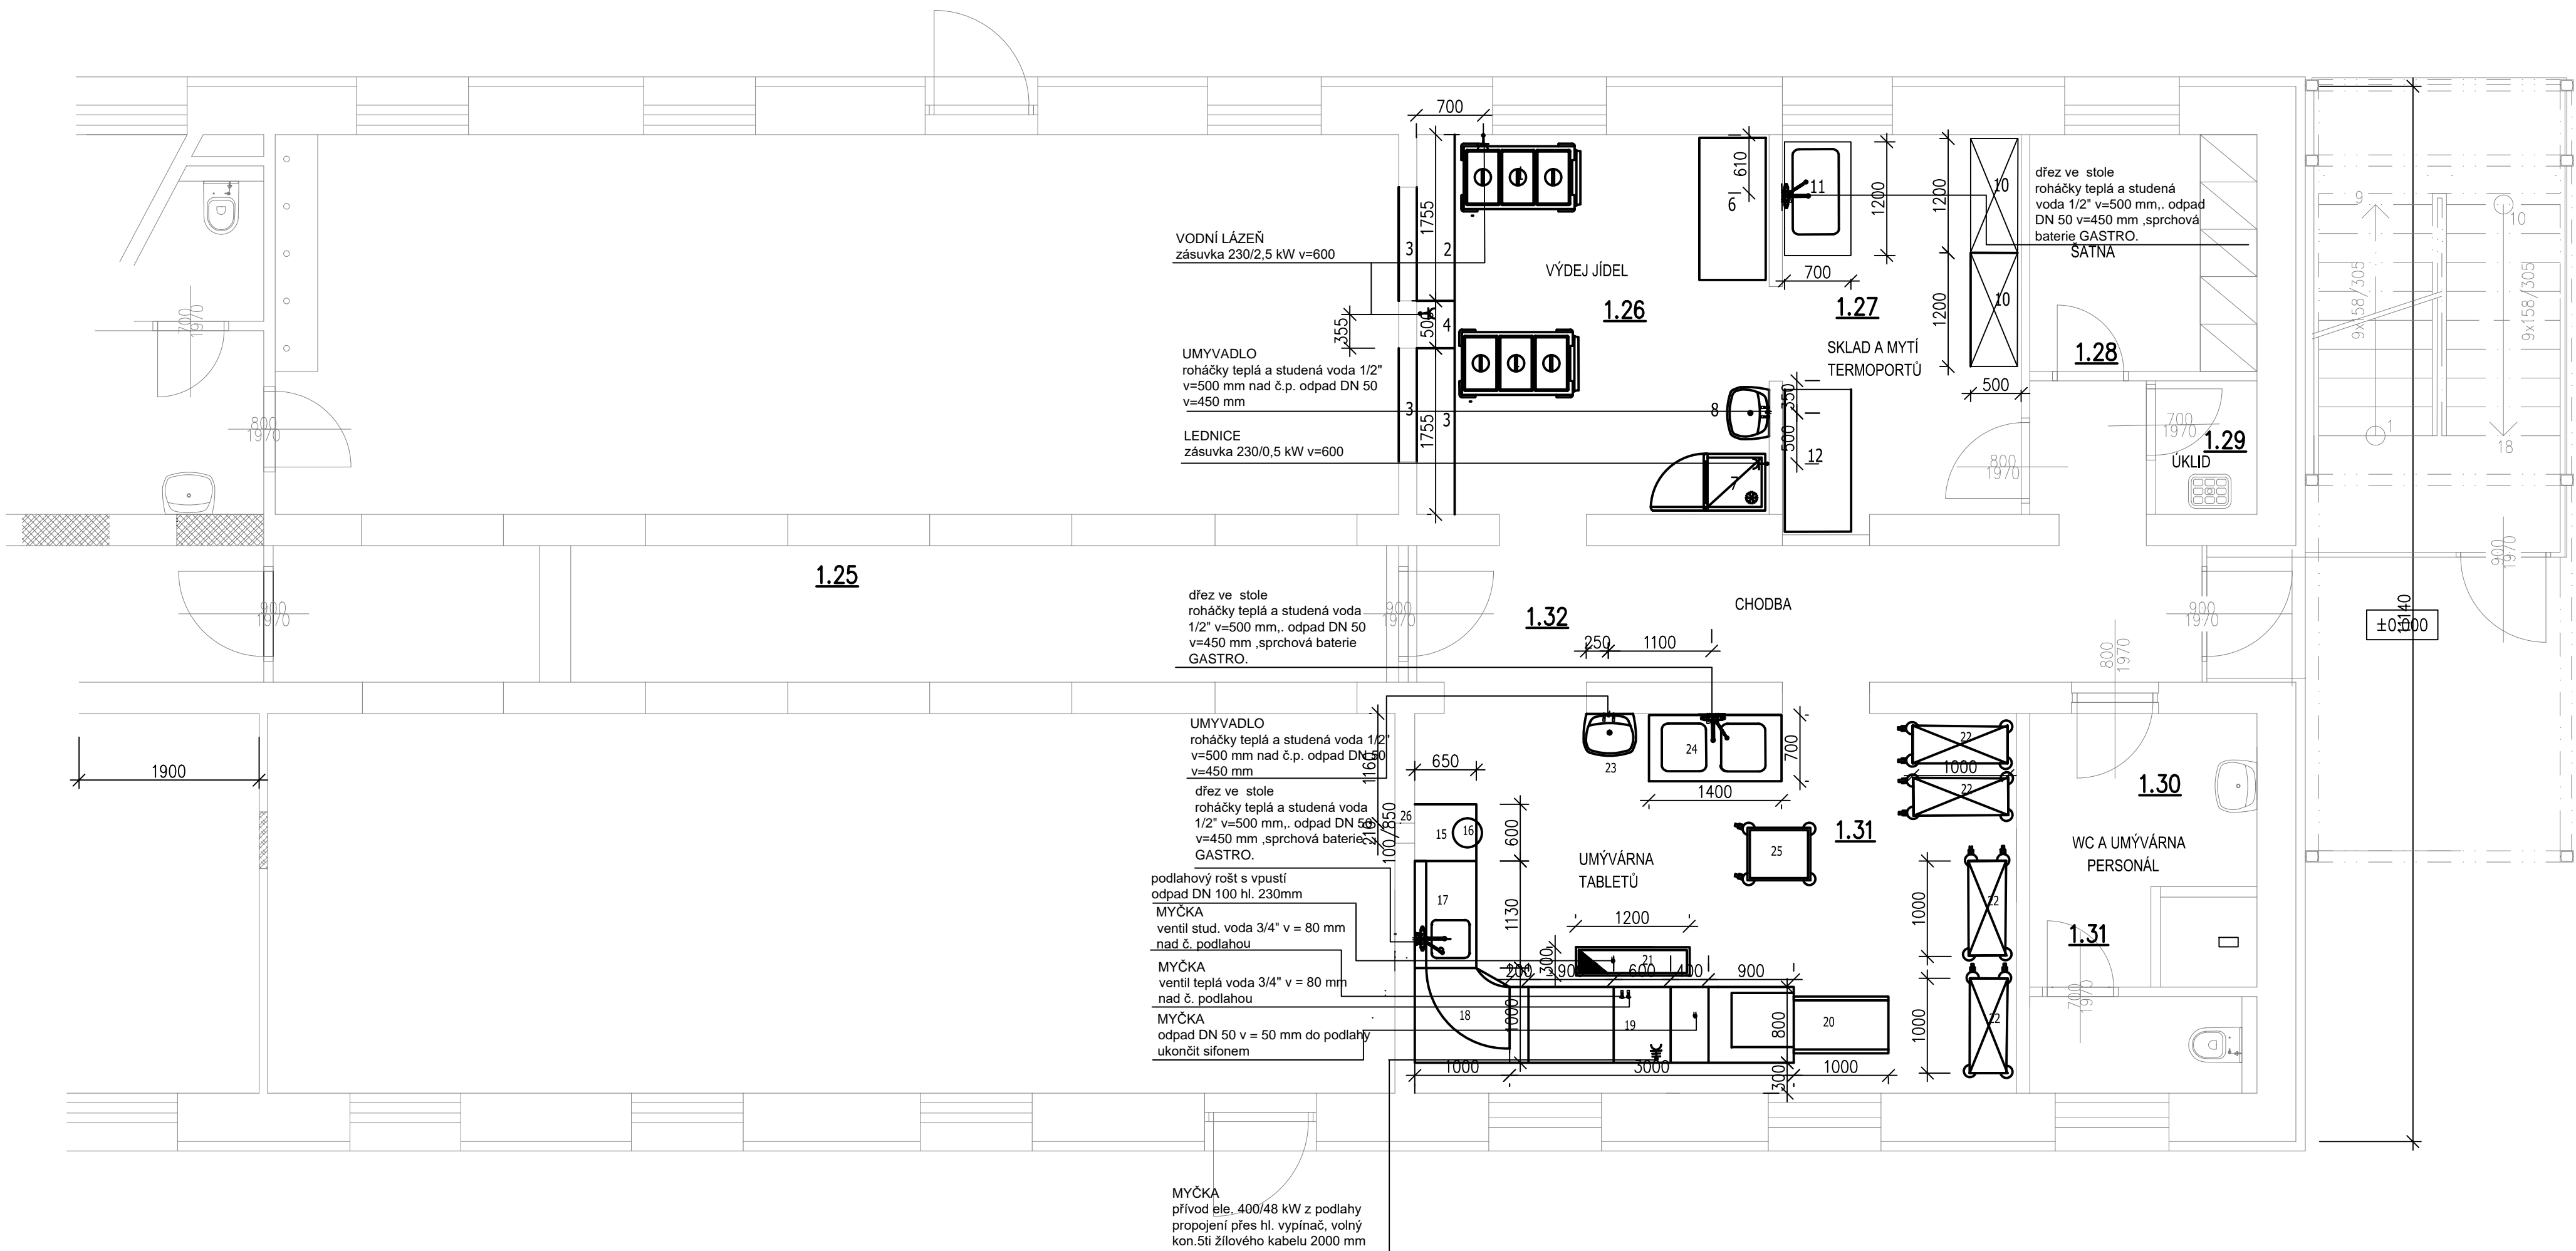 700
1755
500
355
1755
3
2
4
3
3
VODNÍ LÁZEŇ
zásuvka 230/2,5 kW v=600
UMYVADLO
roháčky teplá a studená voda 1/2"
v=500 mm nad č.p. odpad DN 50
v=450 mm
LEDNICE
zásuvka 230/0,5 kW v=600
VÝDEJ JÍDEL
1.26
610
6
11
1200
700
1.27
SKLAD A MYTÍ
TERMOPORTŮ
1200
1200
10
10
500
dřez ve  stole
roháčky teplá a studená
voda 1/2" v=500 mm,. odpad
DN 50 v=450 mm ,sprchová
baterie GASTRO.
ŠATNA
1.28
8
350
500
12
7
800
1970
700
1970
1.29
ÚKLID
9
10
9x158/305
9x158/305
1
18
700
1970
800
1970
900
1970
1.25
900
1970
1.32
CHODBA
900
1970
900
1970
±0,000
11140
800
1970
dřez ve  stole
roháčky teplá a studená voda
1/2" v=500 mm,. odpad DN 50
v=450 mm ,sprchová baterie
GASTRO.
250
1100
UMYVADLO
roháčky teplá a studená voda 1/2"
v=500 mm nad č.p. odpad DN 50
v=450 mm
dřez ve  stole
roháčky teplá a studená voda
1/2" v=500 mm,. odpad DN 50
v=450 mm ,sprchová baterie
GASTRO.
podlahový rošt s vpustí
odpad DN 100 hl. 230mm
MYČKA
ventil stud. voda 3/4" v = 80 mm
nad č. podlahou
MYČKA
ventil teplá voda 3/4" v = 80 mm
nad č. podlahou
MYČKA
odpad DN 50 v = 50 mm do podlahy
ukončit sifonem
MYČKA
přívod ele. 400/48 kW z podlahy
propojení přes hl. vypínač, volný
kon.5ti žílového kabelu 2000 mm
1900
1160
650
100/850
26
15
16
600
17
1130
23
24
700
1400
25
1.31
UMÝVÁRNA
TABLETŮ
22
1000
22
1.30
WC A UMÝVÁRNA
PERSONÁL
1200
300
21
200
900
600
400
900
18
1000
19
800
20
1000
3000
300
1000
1000
22
1000
22
1.31
700
1970